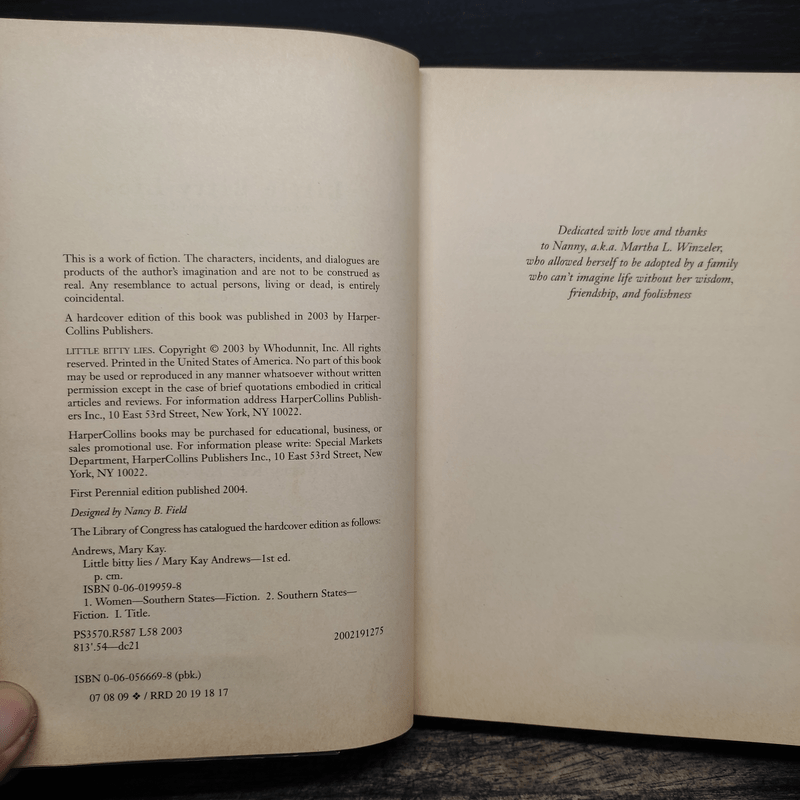 This is a work of fiction. The characters, incidents, and dialogues are
products of the author's imagination and are not to be construed as
real. Any resemblance to actual persons, living or dead, is entirely
coincidental.
A hardcover edition of this book was published in 2003 by Harper-
Collins Publishers.
LITTLE BITTY LIES. Copyright © 2003 by Whodunnit, Inc. All rights
reserved. Printed in the United States of America. No part of this book
may be used or reproduced in any manner whatsoever without written
permission except in the case of brief quotations embodied in critical
articles and reviews. For information address HarperCollins Publish-
ers Inc., 10 East 53rd Street, New York, NY 10022.
HarperCollins books may be purchased for educational, business, or
sales promotional use. For information please write: Special Markets
Department, HarperCollins Publishers Inc., 10 East 53rd Street, New
York, NY 10022.
First Perennial edition published 2004.
Designed by Nancy B. Field
The Library of Congress has catalogued the hardcover edition as follows:
Andrews, Mary Kay.
Little bitty lies / Mary Kay Andrews—1st ed.
p. cm.
ISBN 0-06-019959-8
1. Women—Southern States—Fiction. 2. Southern States—
Fiction. I. Title.
PS3570.R587 L58 2003
813'.54—dc21 2002191275
ISBN 0-06-056669-8 (pbk.)
07 08 09 ❖ / RRD 20 19 18 17
Dedicated with love and thanks
to Nanny, a.k.a. Martha L. Winzeler,
who allowed herself to be adopted by a family
who can't imagine life without her wisdom,
friendship, and foolishness